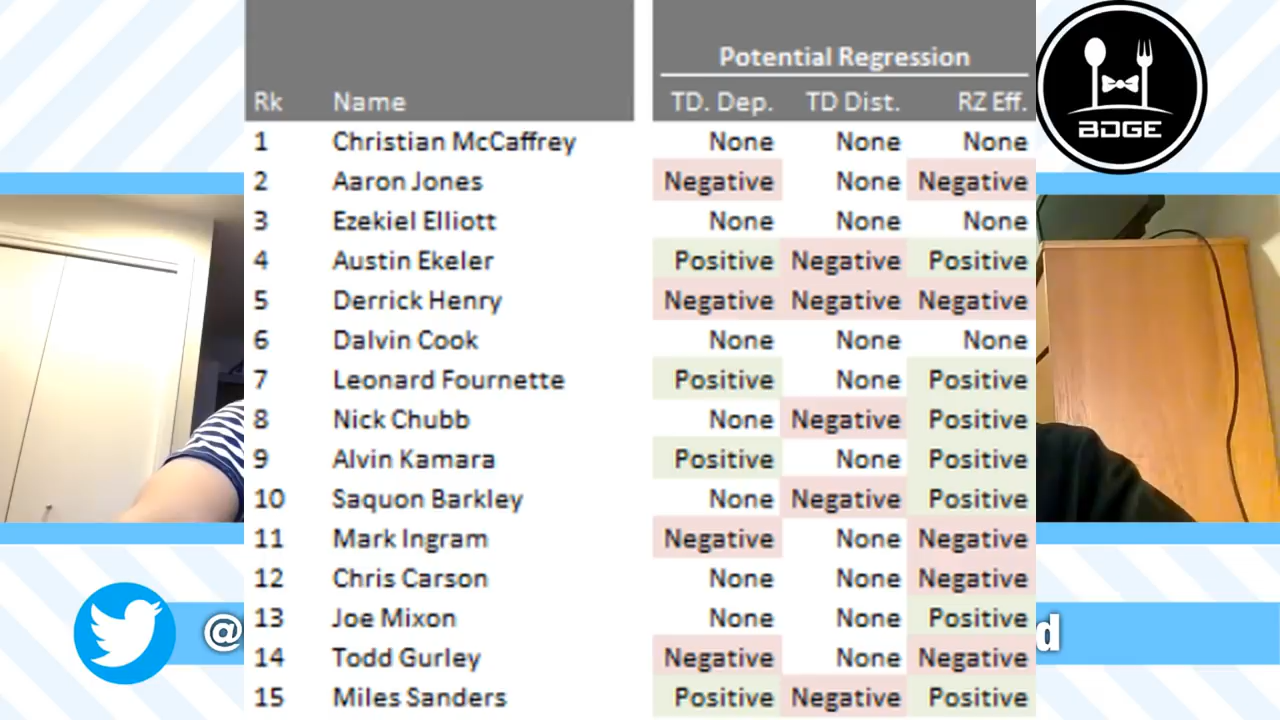 Potential Regression
Rk Name TD. Dep. TD Dist. RZ Eff.
1 Christian McCaffrey None None None
2 Aaron Jones Negative None Negative
3 Ezekiel Elliott None None None
4 Austin Ekeler Positive Negative Positive
5 Derrick Henry Negative Negative Negative
6 Dalvin Cook None None None
7 Leonard Fournette Positive None Positive
8 Nick Chubb None Negative Positive
9 Alvin Kamara Positive None Positive
10 Saquon Barkley None Negative Positive
11 Mark Ingram Negative None Negative
12 Chris Carson None None Negative
13 Joe Mixon None None Positive
14 Todd Gurley Negative None Negative
15 Miles Sanders Positive Negative Positive
BDGE
@
d